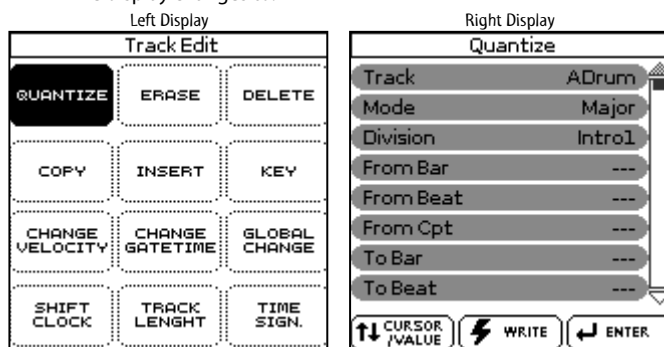 Left Display
Track Edit
QUANTIZE ERASE DELETE
COPY INSERT KEY
CHANGE VELOCITY CHANGE GATETIME GLOBAL CHANGE
SHIFT CLOCK TRACK LENGHT TIME SIGN.
Right Display
Quantize
Track ADrum
Mode Major
Division Intro1
From Bar ---
From Beat ---
From Cpt ---
To Bar ---
To Beat ---
CURSOR /VALUE WRITE ENTER